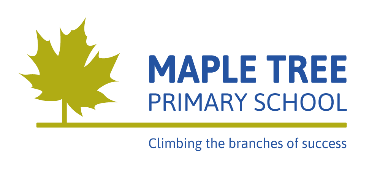 MAPLE TREE
PRIMARY SCHOOL
Climbing the branches of success